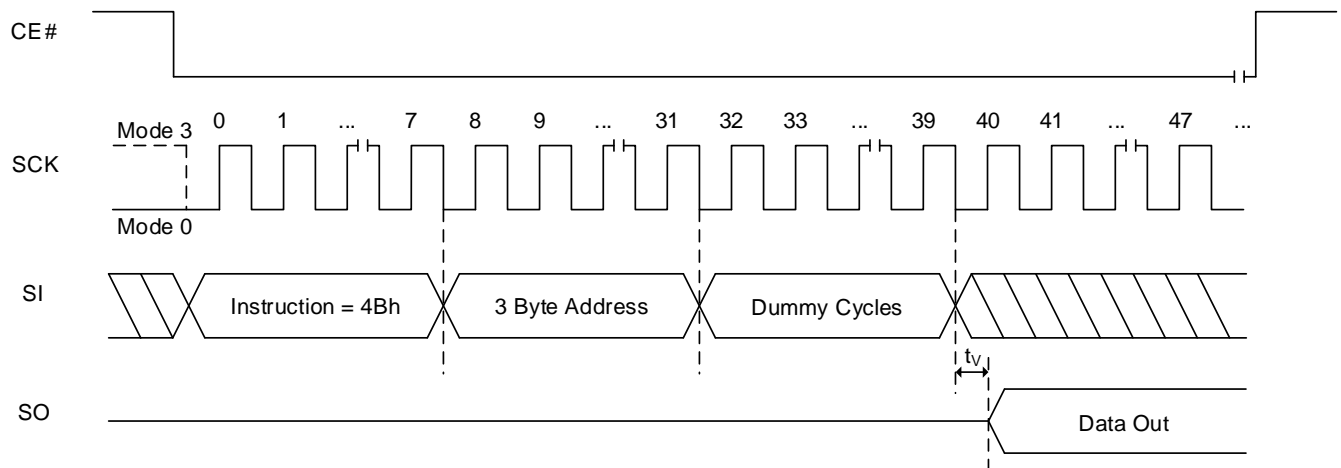 CE#
0 1 ... 7 8 9 ... 31 32 33 ... 39 40 41 ... 47 ...
Mode 3
SCK
Mode 0
SI
Instruction = 4Bh
3 Byte Address
Dummy Cycles
tV
SO
Data Out